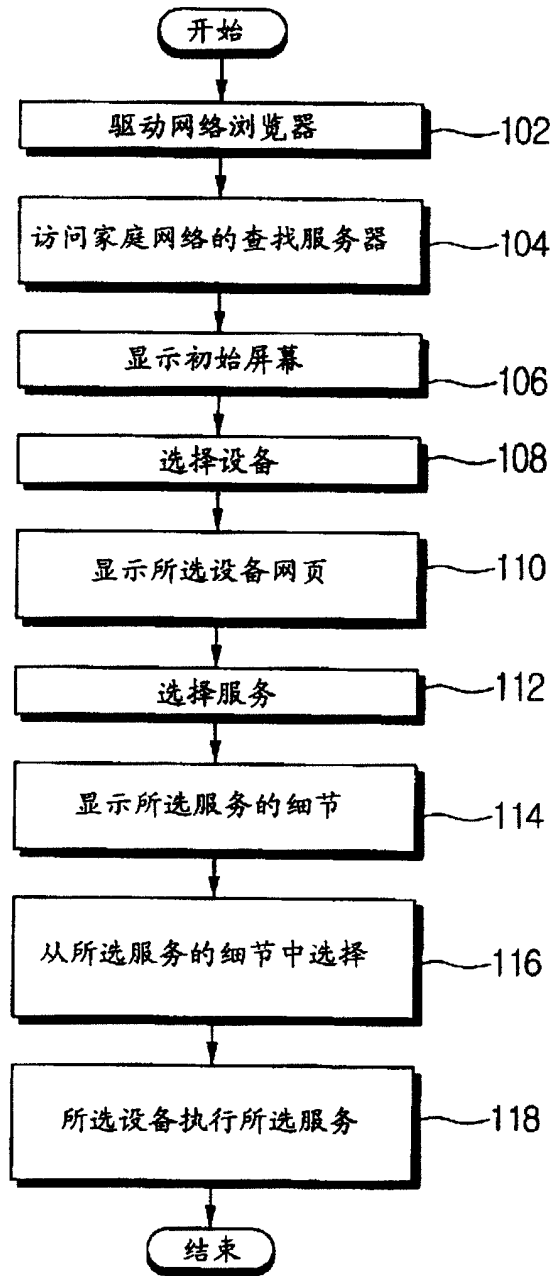 开始
驱动网络浏览器
102
访问家庭网络的查找服务器
104
显示初始屏幕
106
选择设备
108
显示所选设备网页
110
选择服务
112
显示所选服务的细节
114
从所选服务的细节中选择
116
所选设备执行所选服务
118
结束